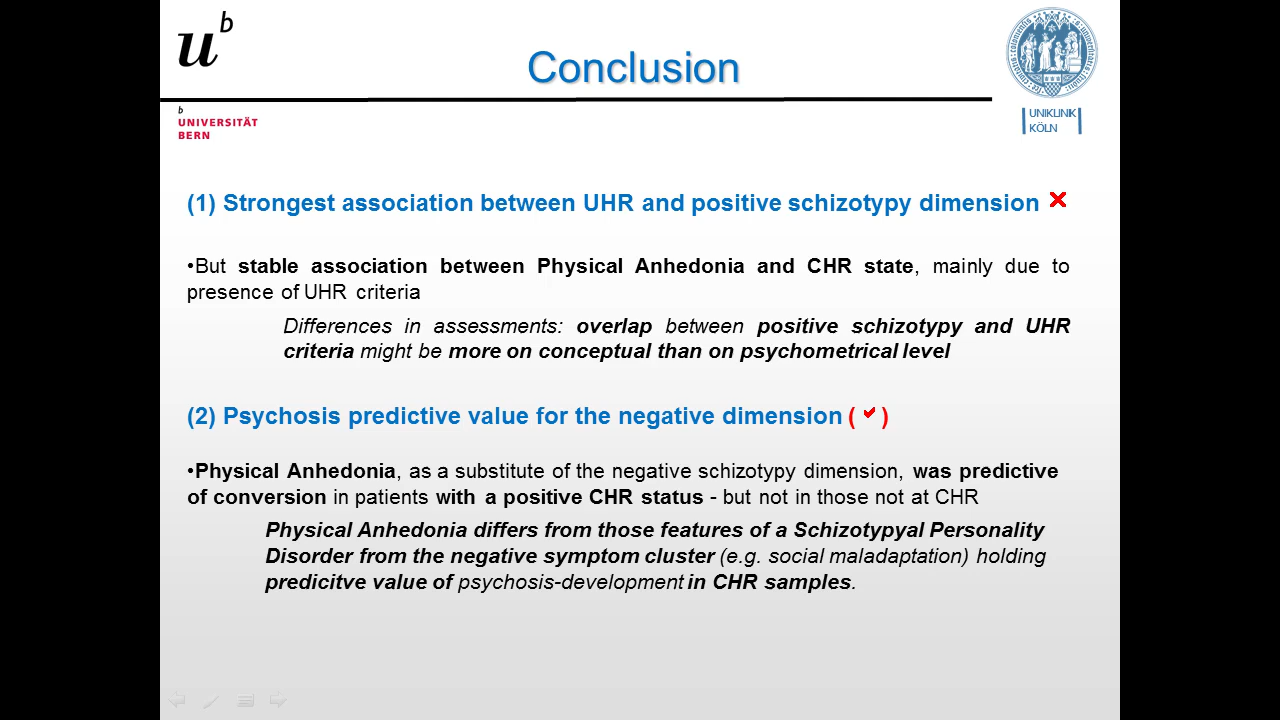 u^b
Conclusion
b
UNIVERSITÄT
BERN
UNIKLINIK
KÖLN
(1) Strongest association between UHR and positive schizotypy dimension
•But stable association between Physical Anhedonia and CHR state, mainly due to
presence of UHR criteria
Differences in assessments: overlap between positive schizotypy and UHR
criteria might be more on conceptual than on psychometrical level
(2) Psychosis predictive value for the negative dimension ( )
•Physical Anhedonia, as a substitute of the negative schizotypy dimension, was predictive
of conversion in patients with a positive CHR status - but not in those not at CHR
Physical Anhedonia differs from those features of a Schizotypyal Personality
Disorder from the negative symptom cluster (e.g. social maladaptation) holding
predicitve value of psychosis-development in CHR samples.